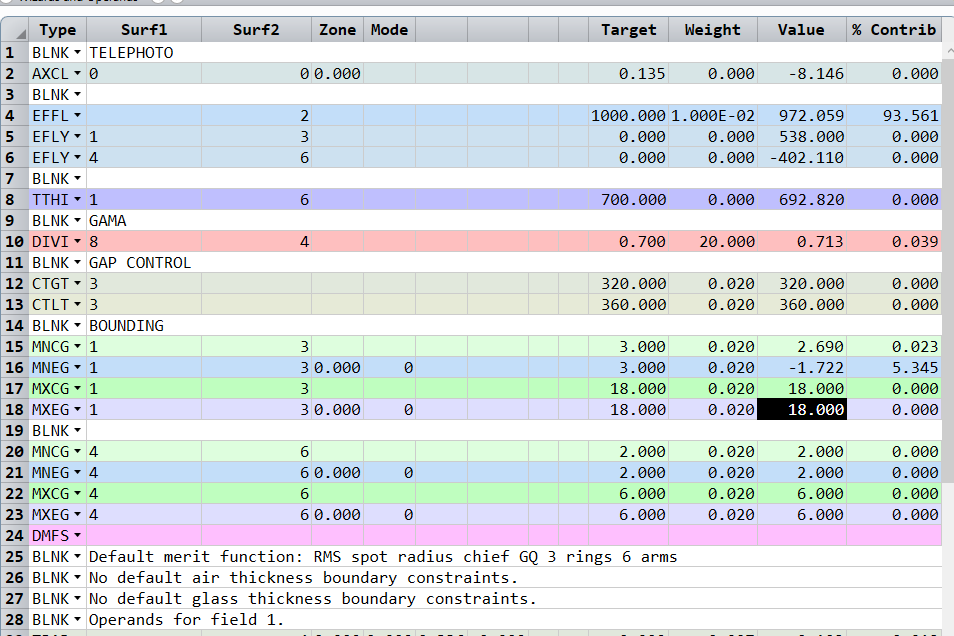 Wizards and Operands
Type Surf1 Surf2 Zone Mode Target Weight Value % Contrib
1 BLNK TELEPHOTO
2 AXCL 0 0 0.000 0.135 0.000 -8.146 0.000
3 BLNK
4 EFFL 2 1000.000 1.000E-02 972.059 93.561
5 EFLY 1 3 0.000 0.000 538.000 0.000
6 EFLY 4 6 0.000 0.000 -402.110 0.000
7 BLNK
8 TTHI 1 6 700.000 0.000 692.820 0.000
9 BLNK GAMA
10 DIVI 8 4 0.700 20.000 0.713 0.039
11 BLNK GAP CONTROL
12 CTGT 3 320.000 0.020 320.000 0.000
13 CTLT 3 360.000 0.020 360.000 0.000
14 BLNK BOUNDING
15 MNCG 1 3 3.000 0.020 2.690 0.023
16 MNEG 1 3 0.000 0 3.000 0.020 -1.722 5.345
17 MXCG 1 3 18.000 0.020 18.000 0.000
18 MXEG 1 3 0.000 0 18.000 0.020 18.000 0.000
19 BLNK
20 MNCG 4 6 2.000 0.020 2.000 0.000
21 MNEG 4 6 0.000 0 2.000 0.020 2.000 0.000
22 MXCG 4 6 6.000 0.020 6.000 0.000
23 MXEG 4 6 0.000 0 6.000 0.020 6.000 0.000
24 DMFS
25 BLNK Default merit function: RMS spot radius chief GQ 3 rings 6 arms
26 BLNK No default air thickness boundary constraints.
27 BLNK No default glass thickness boundary constraints.
28 BLNK Operands for field 1.